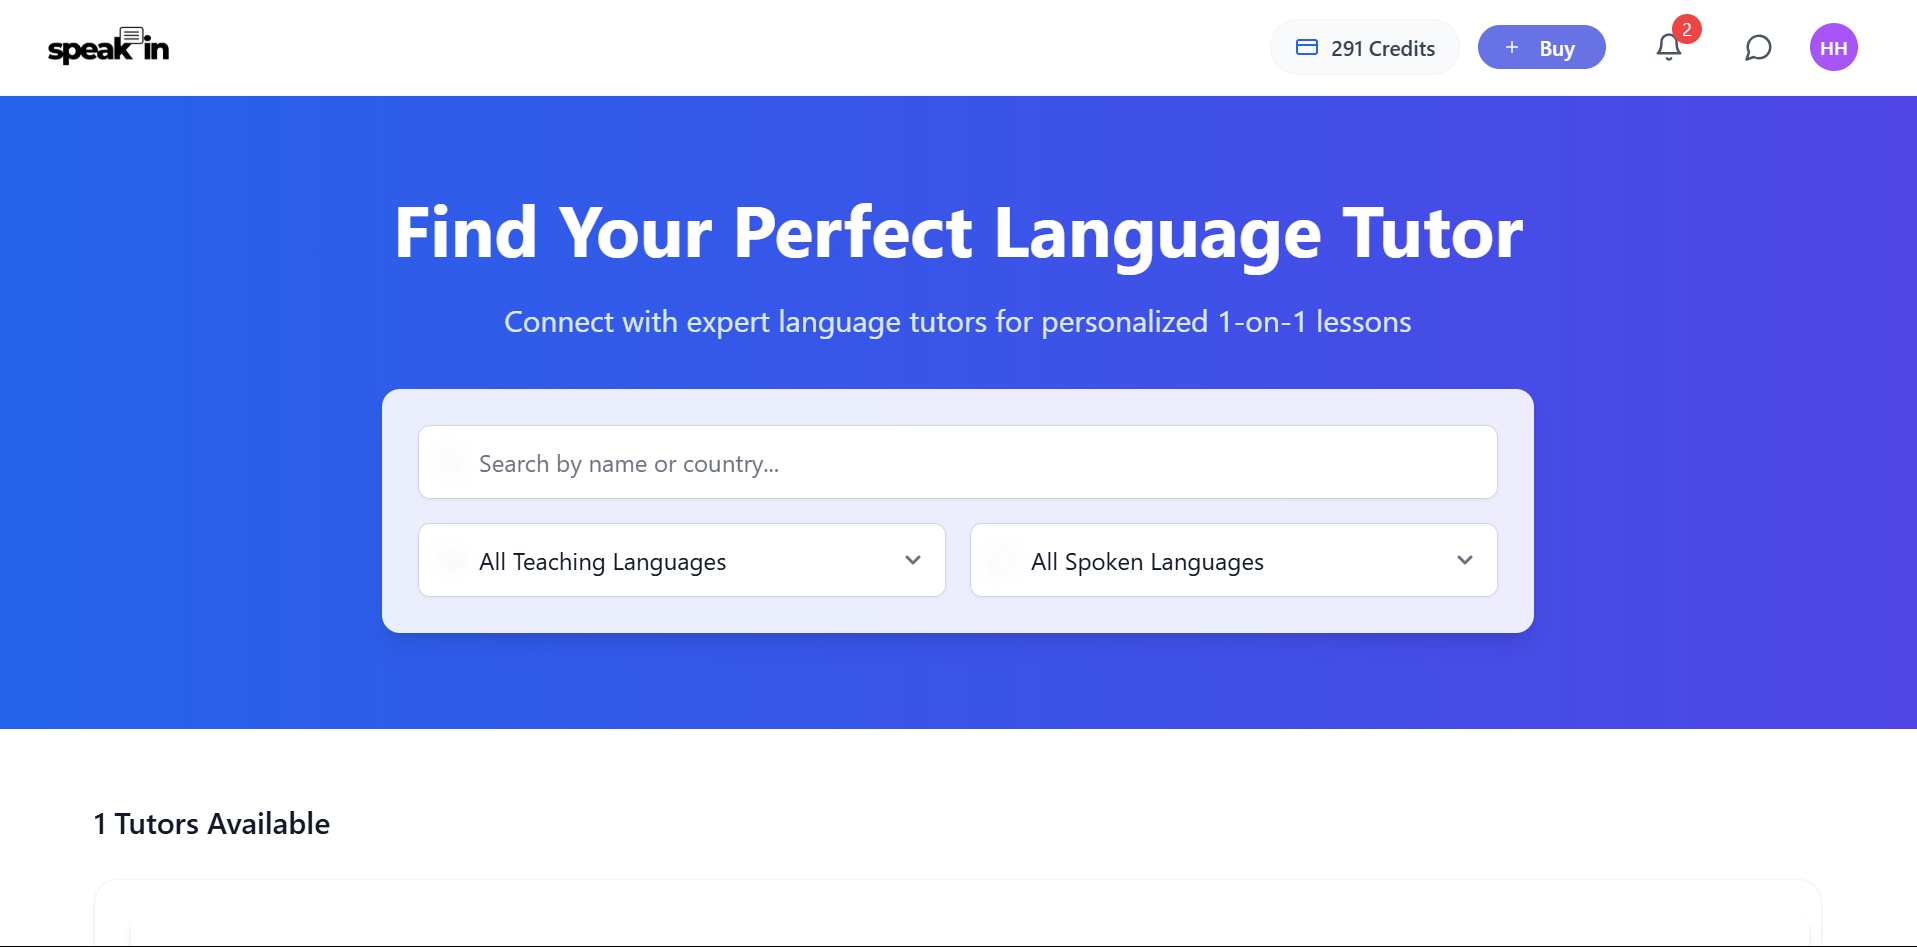 speak in
291 Credits
+ Buy
2
HH
Find Your Perfect Language Tutor
Connect with expert language tutors for personalized 1-on-1 lessons
Search by name or country...
All Teaching Languages
All Spoken Languages
1 Tutors Available